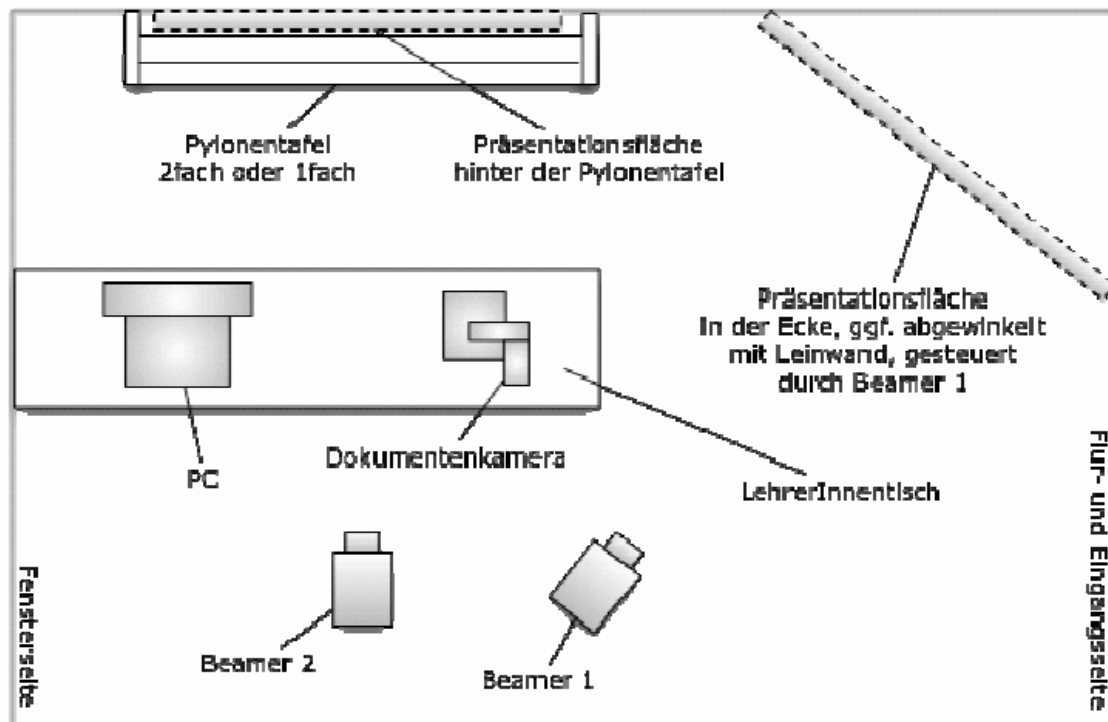 Pylonentafel
2fach oder 1fach
Präsentationsfläche
hinter der Pylonentafel
Präsentationsfläche
in der Ecke, ggf. abgewinkelt
mit Leinwand, gesteuert
durch Beamer 1
PC
Dokumentenkamera
LehrerInnentisch
Beamer 2
Beamer 1
Fensterseite
Flur- und Eingangsseite